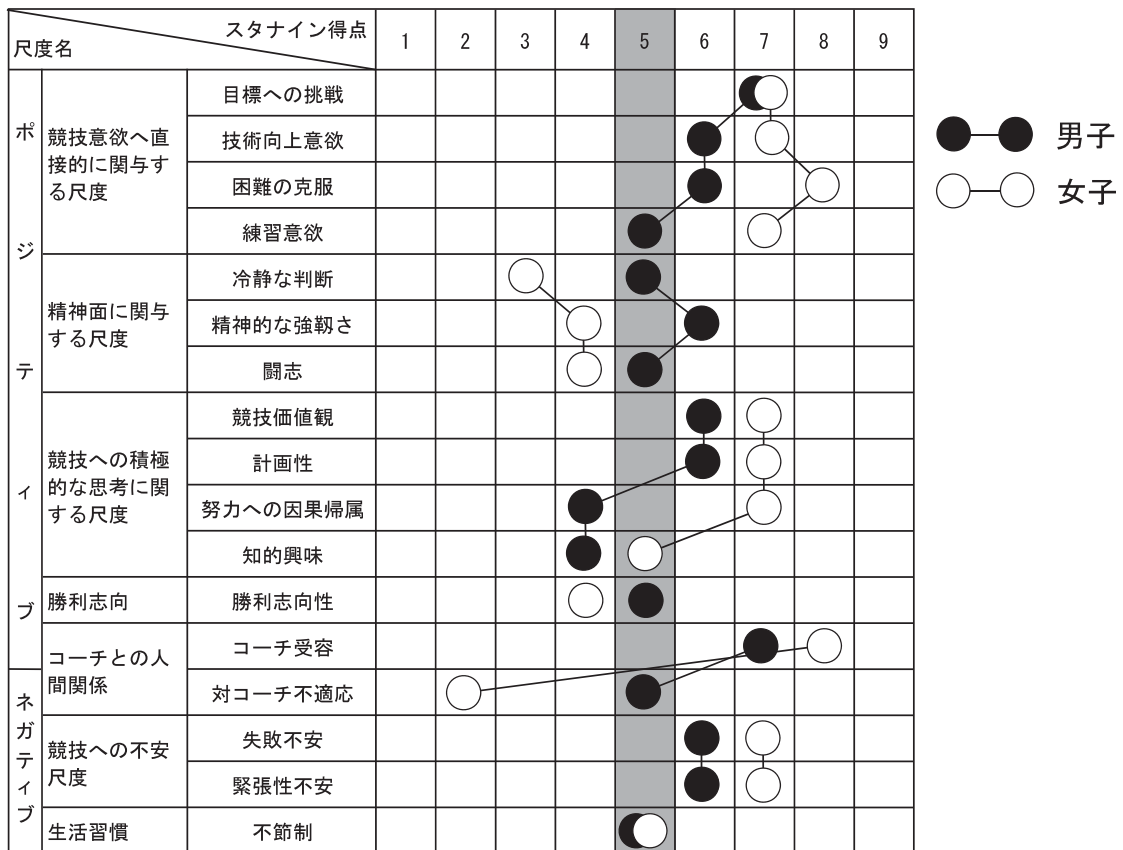 スタナイン得点
尺度名
1 2 3 4 5 6 7 8 9
ポジティブ
競技意欲へ直
接的に関与す
る尺度
目標への挑戦
技術向上意欲
困難の克服
練習意欲
精神面に関与
する尺度
冷静な判断
精神的な強靱さ
闘志
競技への積極
的な思考に関
する尺度
競技価値観
計画性
努力への因果帰属
知的興味
勝利志向
勝利志向性
コーチとの人
間関係
コーチ受容
ネガティブ
対コーチ不適応
競技への不安
尺度
失敗不安
緊張性不安
生活習慣
不節制
男子
女子